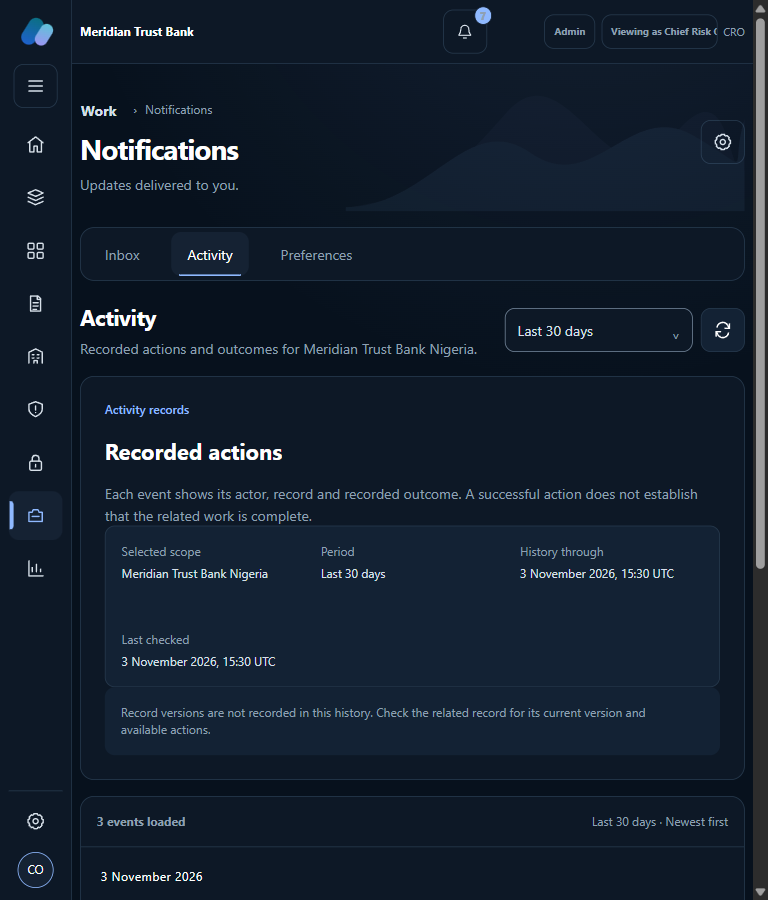 Meridian Trust Bank
7
Admin
Viewing as Chief Risk
CRO
Work › Notifications
Notifications
Updates delivered to you.
Inbox
Activity
Preferences
Activity
Recorded actions and outcomes for Meridian Trust Bank Nigeria.
Last 30 days
Activity records
Recorded actions
Each event shows its actor, record and recorded outcome. A successful action does not establish
that the related work is complete.
Selected scope
Meridian Trust Bank Nigeria
Period
Last 30 days
History through
3 November 2026, 15:30 UTC
Last checked
3 November 2026, 15:30 UTC
Record versions are not recorded in this history. Check the related record for its current version and
available actions.
3 events loaded
Last 30 days · Newest first
3 November 2026
CO